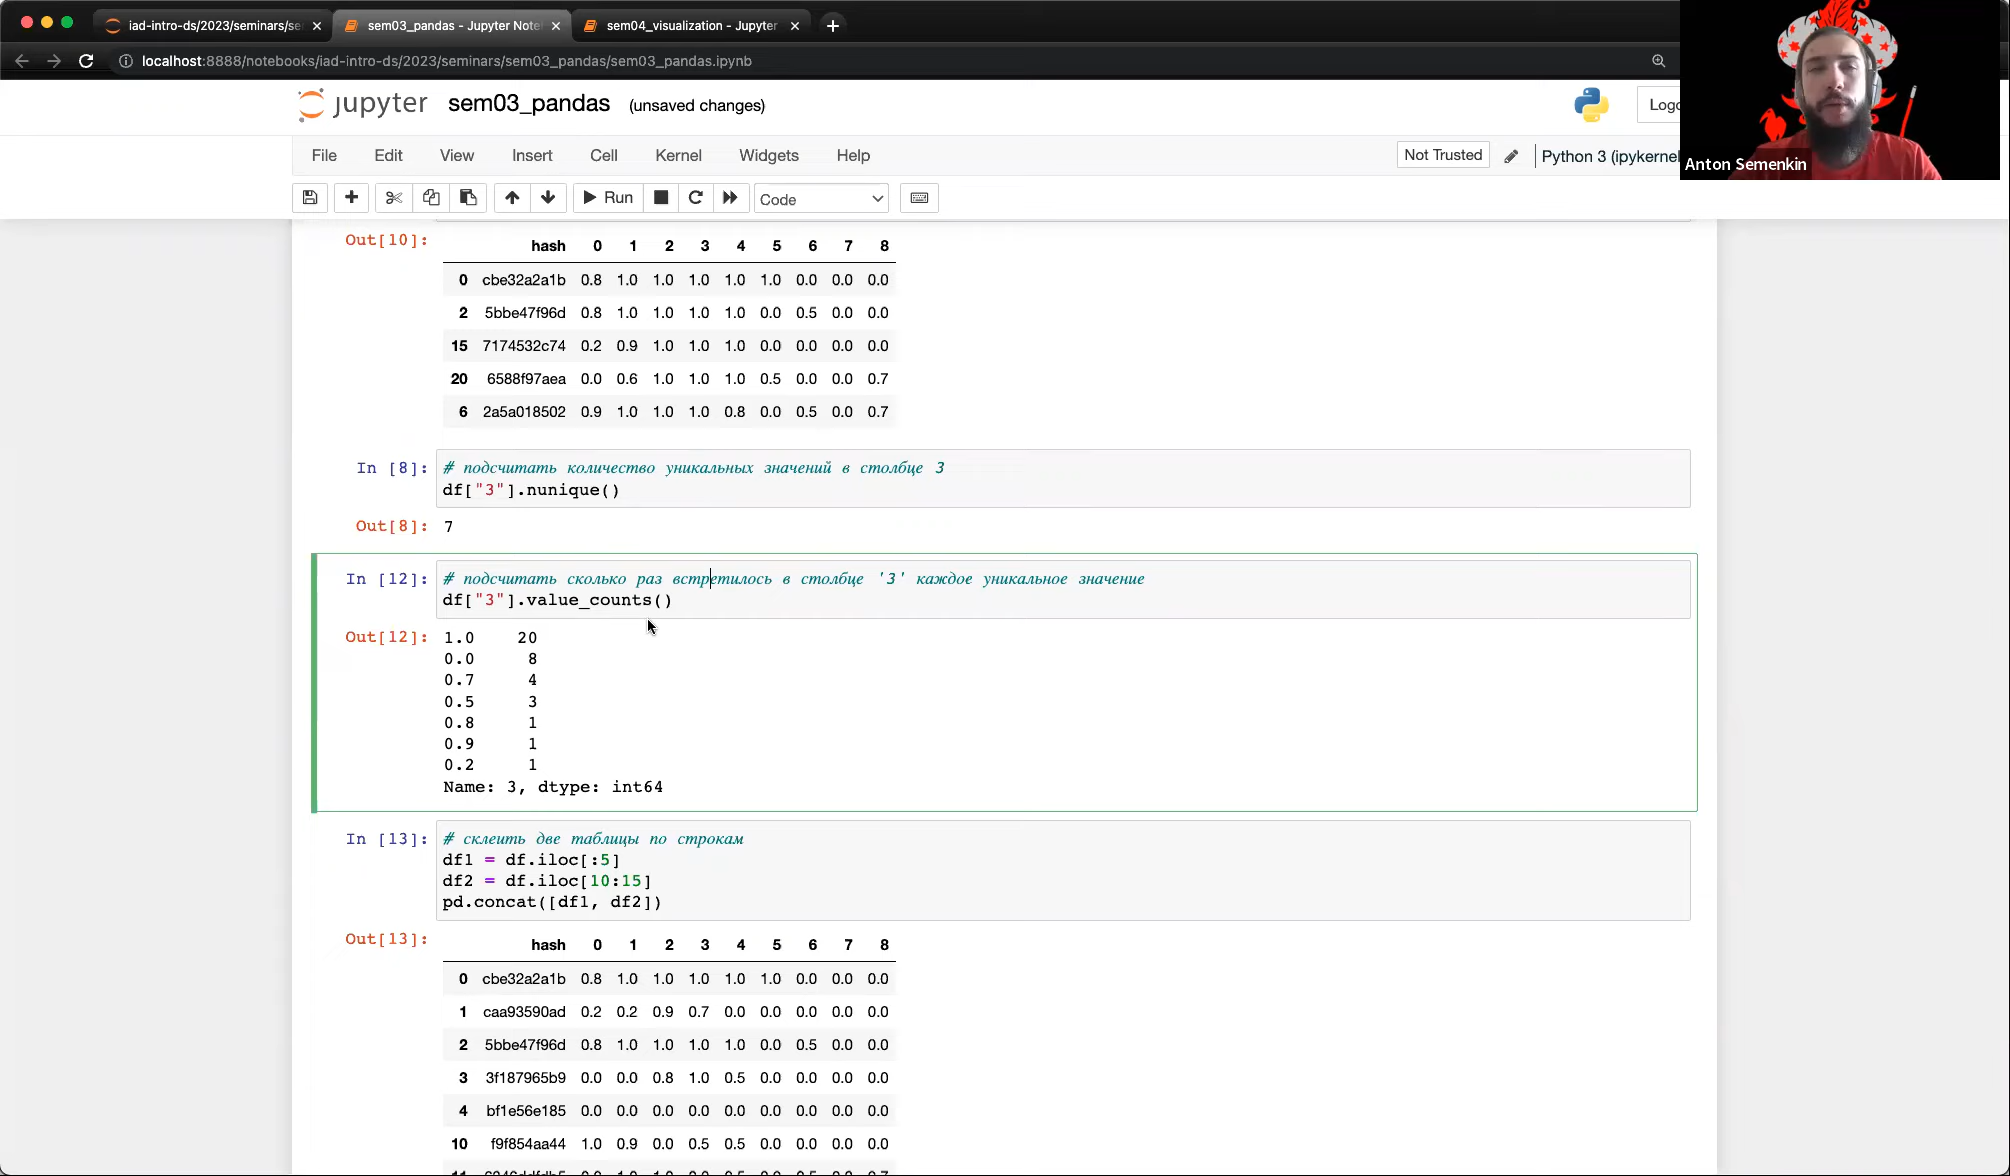 iad-intro-ds/2023/seminars/se
sem03_pandas - Jupyter Note
sem04_visualization - Jupyter
localhost:8888/notebooks/iad-intro-ds/2023/seminars/sem03_pandas/sem03_pandas.ipynb
jupyter sem03_pandas (unsaved changes)
Logo
Anton Semenkin
File Edit View Insert Cell Kernel Widgets Help
Not Trusted
Python 3 (ipykernel
Run
Code
Out[10]:
hash 0 1 2 3 4 5 6 7 8
0 cbe32a2a1b 0.8 1.0 1.0 1.0 1.0 1.0 0.0 0.0 0.0
2 5bbe47f96d 0.8 1.0 1.0 1.0 1.0 0.0 0.5 0.0 0.0
15 7174532c74 0.2 0.9 1.0 1.0 1.0 0.0 0.0 0.0 0.0
20 6588f97aea 0.0 0.6 1.0 1.0 1.0 0.5 0.0 0.0 0.7
6 2a5a018502 0.9 1.0 1.0 1.0 0.8 0.0 0.5 0.0 0.7
In [8]: # подсчитать количество уникальных значений в столбце 3
df["3"].nunique()
Out[8]: 7
In [12]: # подсчитать сколько раз встретилось в столбце '3' каждое уникальное значение
df["3"].value_counts()
Out[12]: 1.0 20
0.0 8
0.7 4
0.5 3
0.8 1
0.9 1
0.2 1
Name: 3, dtype: int64
In [13]: # склеить две таблицы по строкам
df1 = df.iloc[:5]
df2 = df.iloc[10:15]
pd.concat([df1, df2])
Out[13]:
hash 0 1 2 3 4 5 6 7 8
0 cbe32a2a1b 0.8 1.0 1.0 1.0 1.0 1.0 0.0 0.0 0.0
1 caa93590ad 0.2 0.2 0.9 0.7 0.0 0.0 0.0 0.0 0.0
2 5bbe47f96d 0.8 1.0 1.0 1.0 1.0 0.0 0.5 0.0 0.0
3 3f187965b9 0.0 0.0 0.8 1.0 0.5 0.0 0.0 0.0 0.0
4 bf1e56e185 0.0 0.0 0.0 0.0 0.0 0.0 0.0 0.0 0.0
10 f9f854aa44 1.0 0.9 0.0 0.5 0.5 0.0 0.0 0.0 0.0